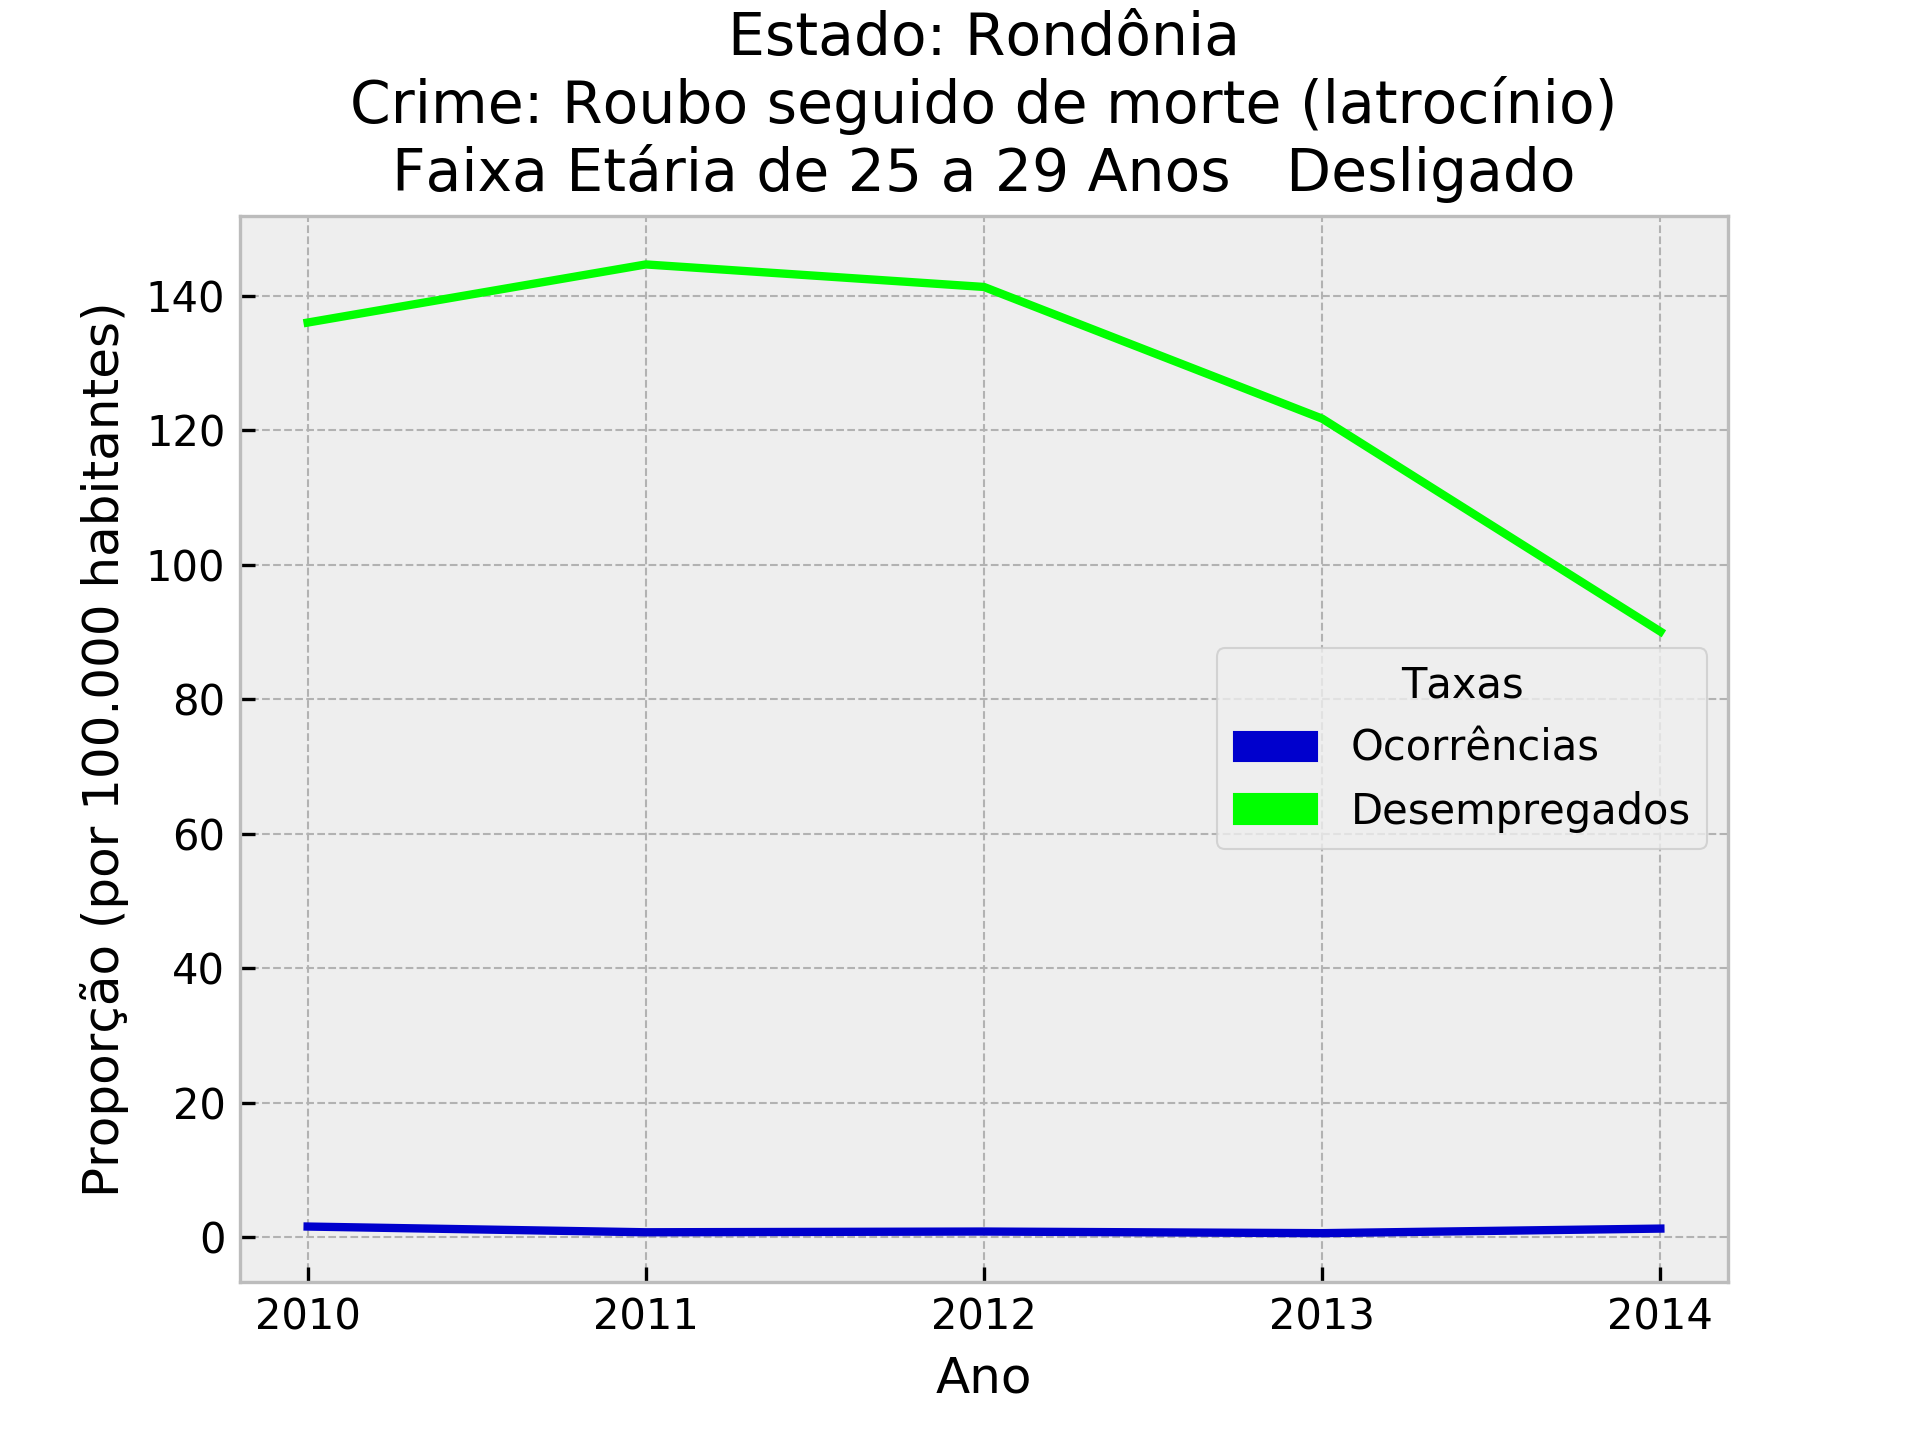 Estado: Rondônia
Crime: Roubo seguido de morte (latrocínio)
Faixa Etária de 25 a 29 Anos   Desligado
Proporção (por 100.000 habitantes)
140
120
100
80
60
40
20
0
Taxas
Ocorrências
Desempregados
2010 2011 2012 2013 2014
Ano